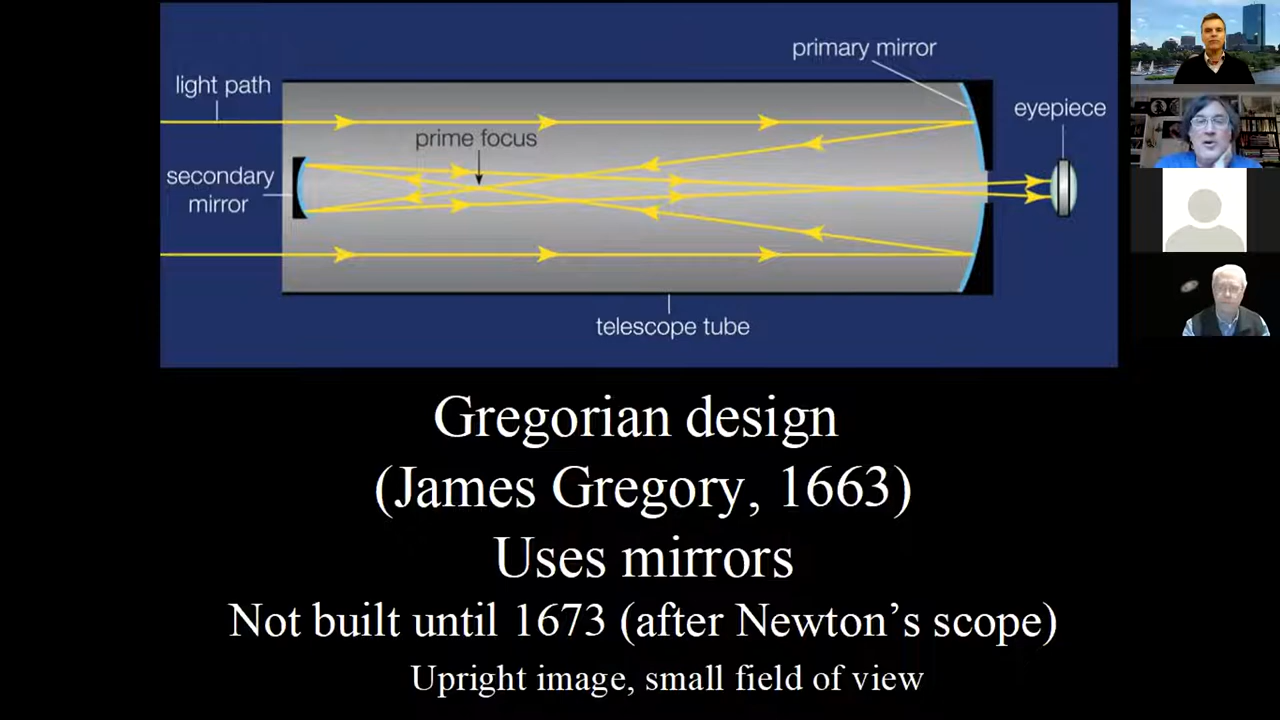 primary mirror
light path
eyepiece
prime focus
secondary
mirror
telescope tube
Gregorian design
(James Gregory, 1663)
Uses mirrors
Not built until 1673 (after Newton’s scope)
Upright image, small field of view